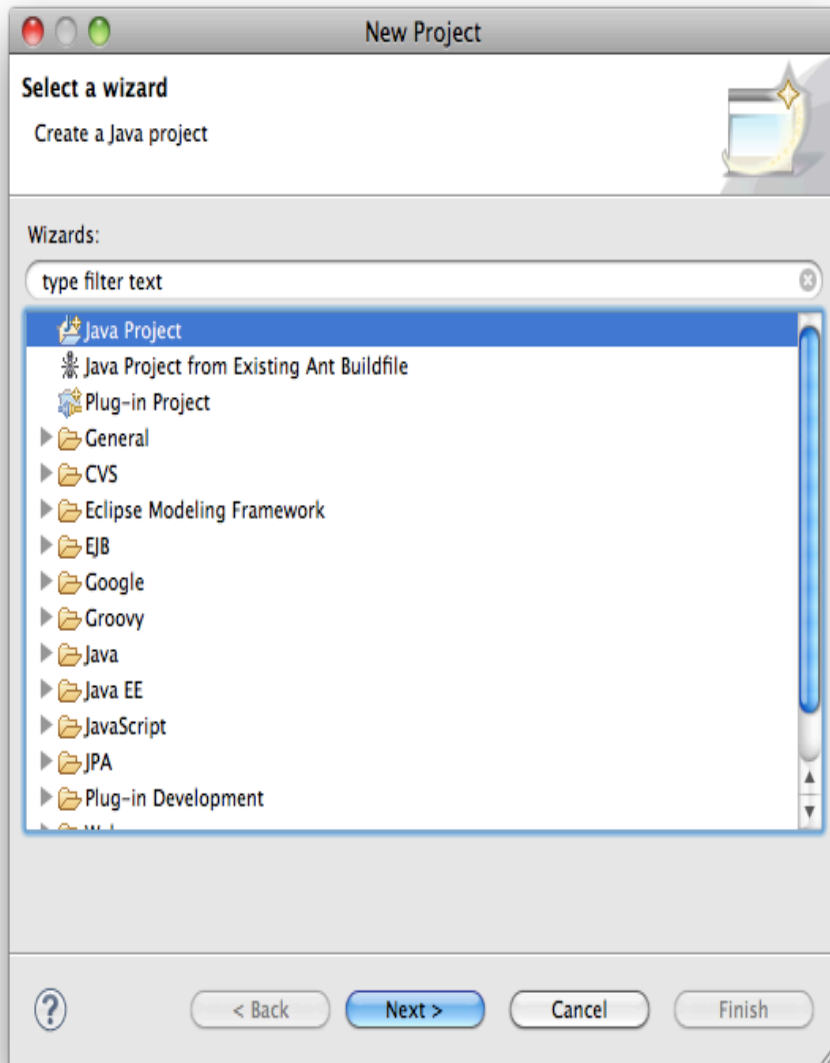 New Project
Select a wizard
Create a Java project
Wizards:
type filter text
Java Project
Java Project from Existing Ant Buildfile
Plug-in Project
General
CVS
Eclipse Modeling Framework
EJB
Google
Groovy
Java
Java EE
JavaScript
JPA
Plug-in Development
?
< Back
Next >
Cancel
Finish